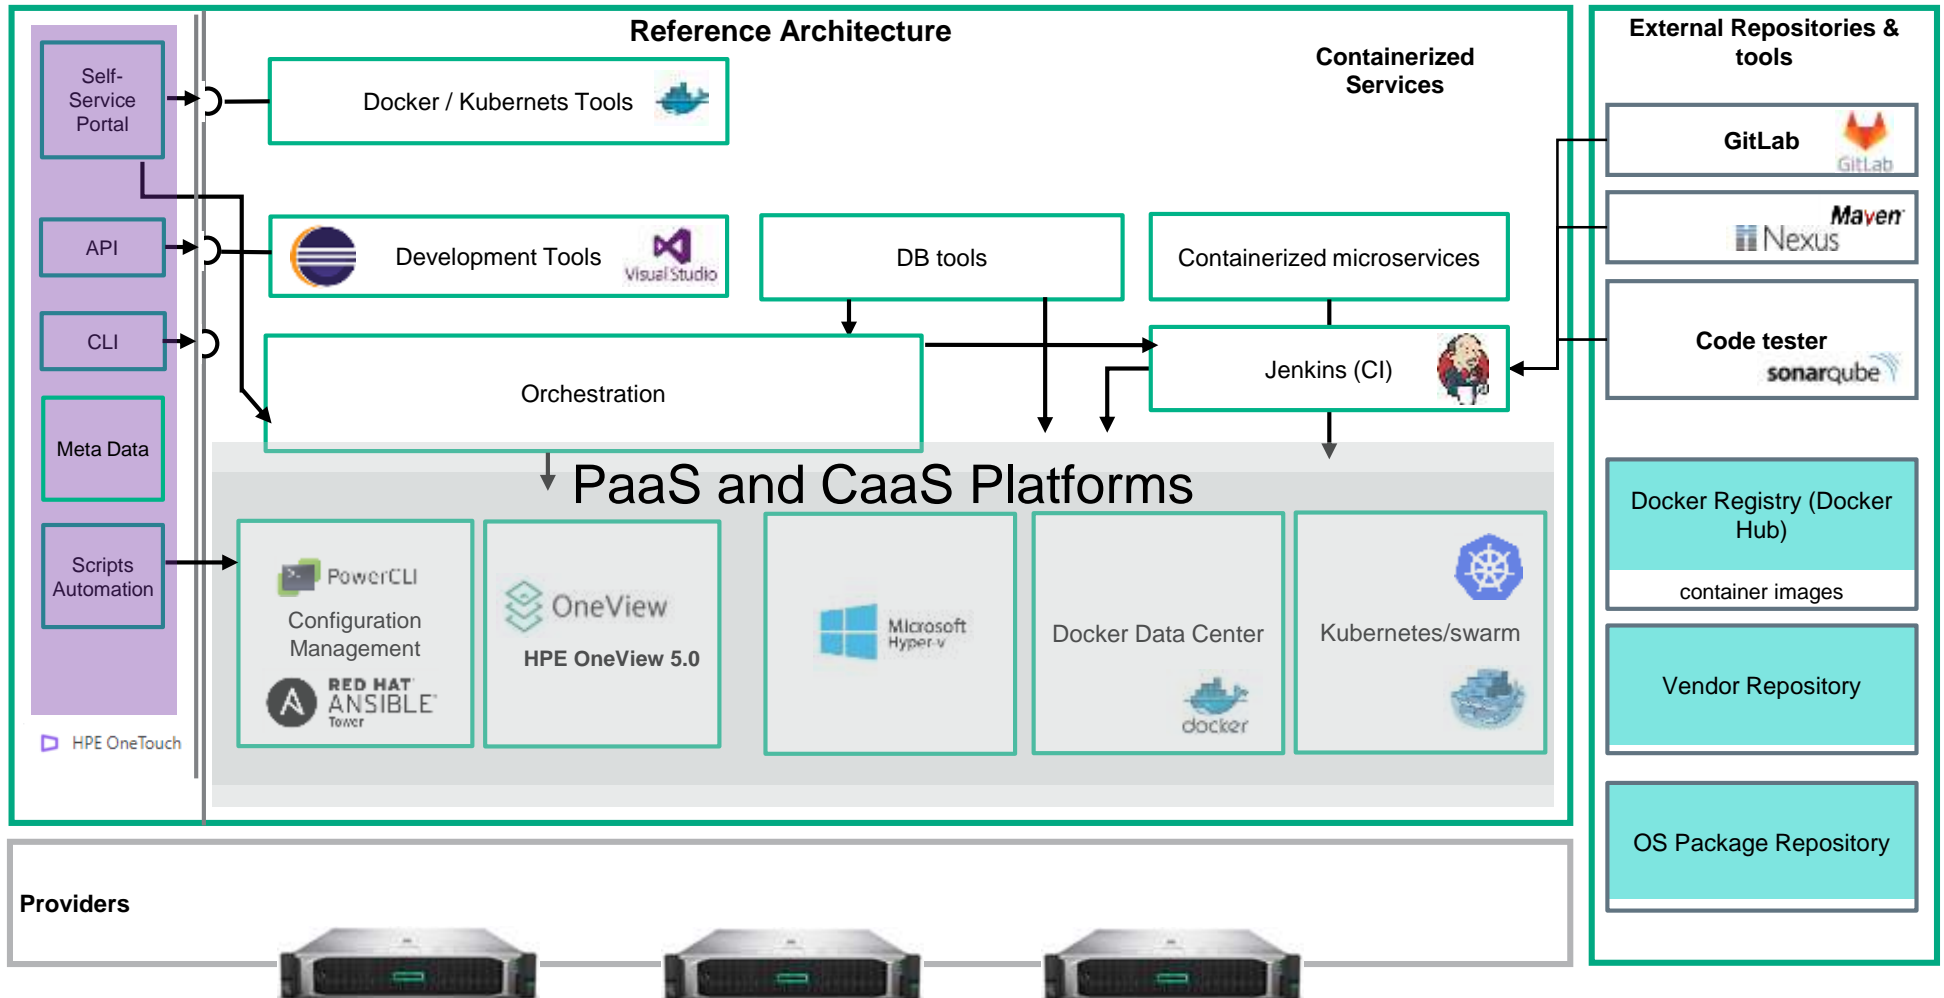 Reference Architecture
Containerized
Services
External Repositories &
tools
Self-
Service
Portal
API
CLI
Meta Data
Scripts
Automation
HPE OneTouch
Docker / Kubernets Tools
Development Tools
Visual Studio
DB tools
Containerized microservices
Orchestration
Jenkins (CI)
PaaS and CaaS Platforms
>_ PowerCLI
Configuration
Management
RED HAT
ANSIBLE
Tower
OneView
HPE OneView 5.0
Microsoft
Hyper-v
Docker Data Center
docker
Kubernetes/swarm
GitLab
GitLab
Maven
Nexus
Code tester
sonarqube
Docker Registry (Docker
Hub)
container images
Vendor Repository
OS Package Repository
Providers